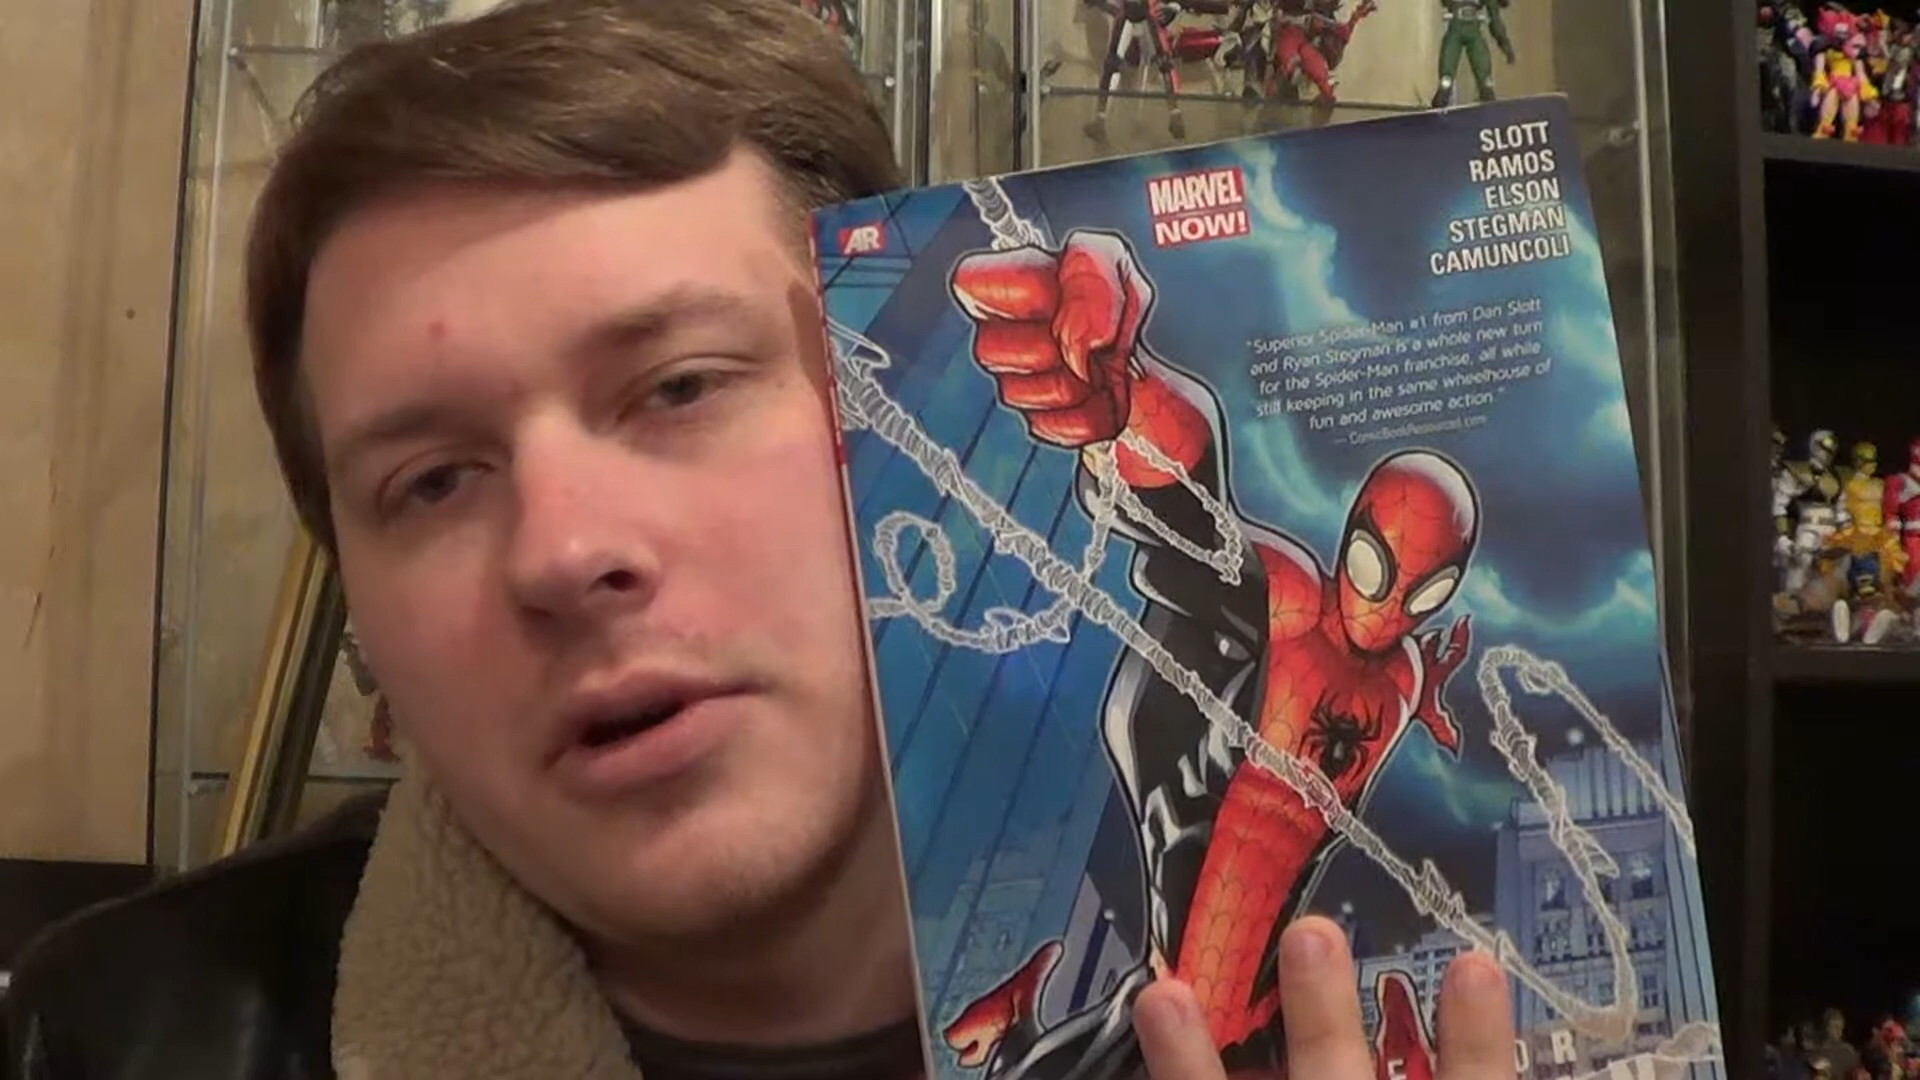 SLOTT
RAMOS
ELSON
STEGMAN
CAMUNCOLI
MARVEL
NOW!
AR
"Superior Spider-Man #1 from Dan Slott
and Ryan Stegman is a whole new turn
for the Spider-Man franchise, all while
still keeping in the same wheelhouse of
fun and awesome action."
— ComicBookResources.com